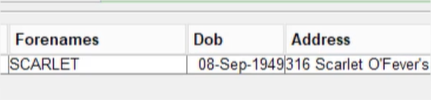 Forenames Dob Address
SCARLET 08-Sep-1949 316 Scarlet O'Fever's